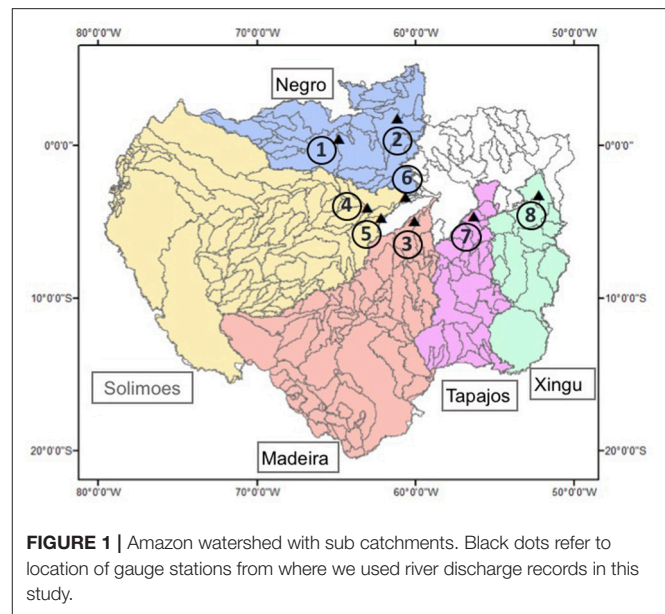 80°0'0"W 70°0'0"W 60°0'0"W 50°0'0"W
Negro
0°0'0" 0°0'0"
1
2
6
4
5
3
7
8
10°0'0"S 10°0'0"S
Solimoes
Tapajos
Xingu
Madeira
20°0'0"S 20°0'0"S
80°0'0"W 70°0'0"W 60°0'0"W 50°0'0"W
FIGURE 1 | Amazon watershed with sub catchments. Black dots refer to
location of gauge stations from where we used river discharge records in this
study.